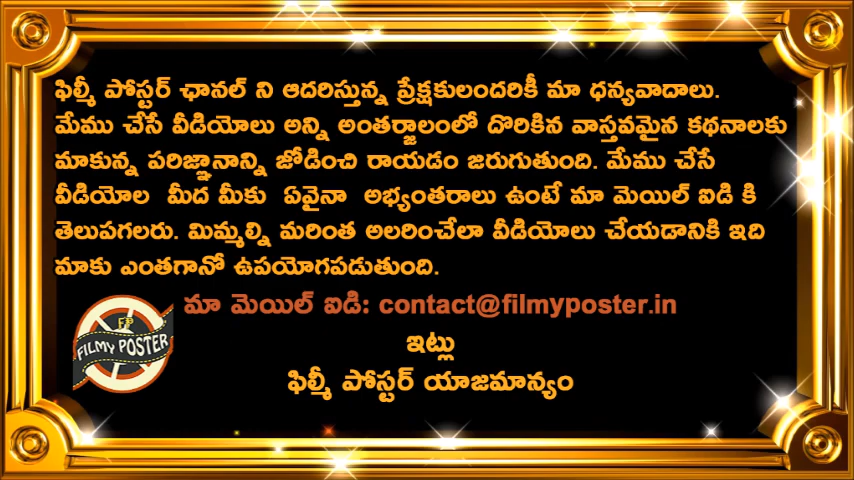 ఫిల్మీ పోస్టర్ ఛానల్ ని ఆదరిస్తున్న ప్రేక్షకులందరికీ మా ధన్యవాదాలు.
మేము చేసే వీడియోలు అన్ని అంతర్జాలంలో దొరికిన వాస్తవమైన కథనాలకు
మాకున్న పరిజ్ఞానాన్ని జోడించి రాయడం జరుగుతుంది. మేము చేసే
వీడియోల మీద మీకు ఏవైనా అభ్యంతరాలు ఉంటే మా మెయిల్ ఐడి కి
తెలుపగలరు. మిమ్మల్ని మరింత అలరించేలా వీడియోలు చేయడానికి ఇది
మాకు ఎంతగానో ఉపయోగపడుతుంది.
మా మెయిల్ ఐడి: contact@filmyposter.in
FP
FILMY POSTER
ఇట్లు
ఫిల్మీ పోస్టర్ యాజమాన్యం